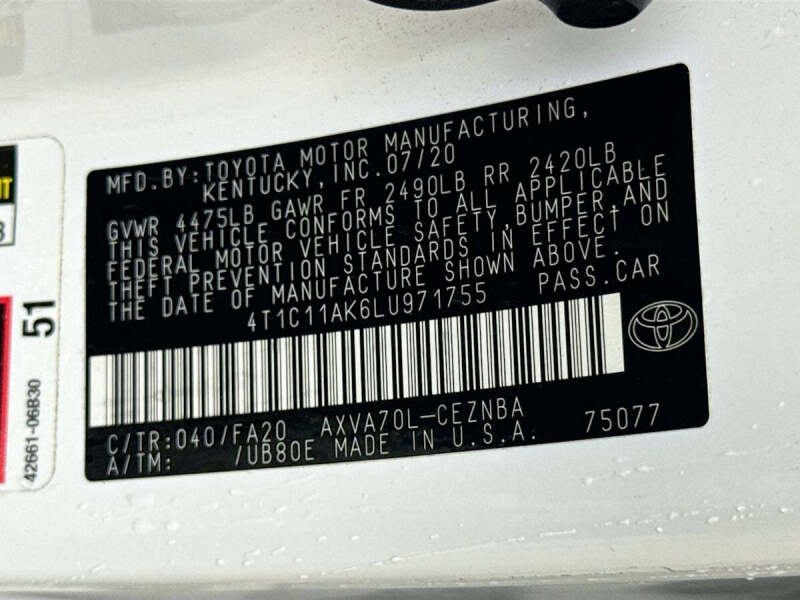 MFD.BY:TOYOTA MOTOR MANUFACTURING,
KENTUCKY,INC.07/20
GVWR 4475LB GAWR FR 2490LB RR 2420LB
THIS VEHICLE CONFORMS TO ALL APPLICABLE
FEDERAL MOTOR VEHICLE SAFETY,BUMPER,AND
THEFT PREVENTION STANDARDS IN EFFECT ON
THE DATE OF MANUFACTURE SHOWN ABOVE.
4T1C11AK6LU971755 PASS.CAR
C/TR:040/FA20 AXVA70L-CEZNBA 75077
A/TM: /UB80E MADE IN U.S.A.
51
42661-06B30